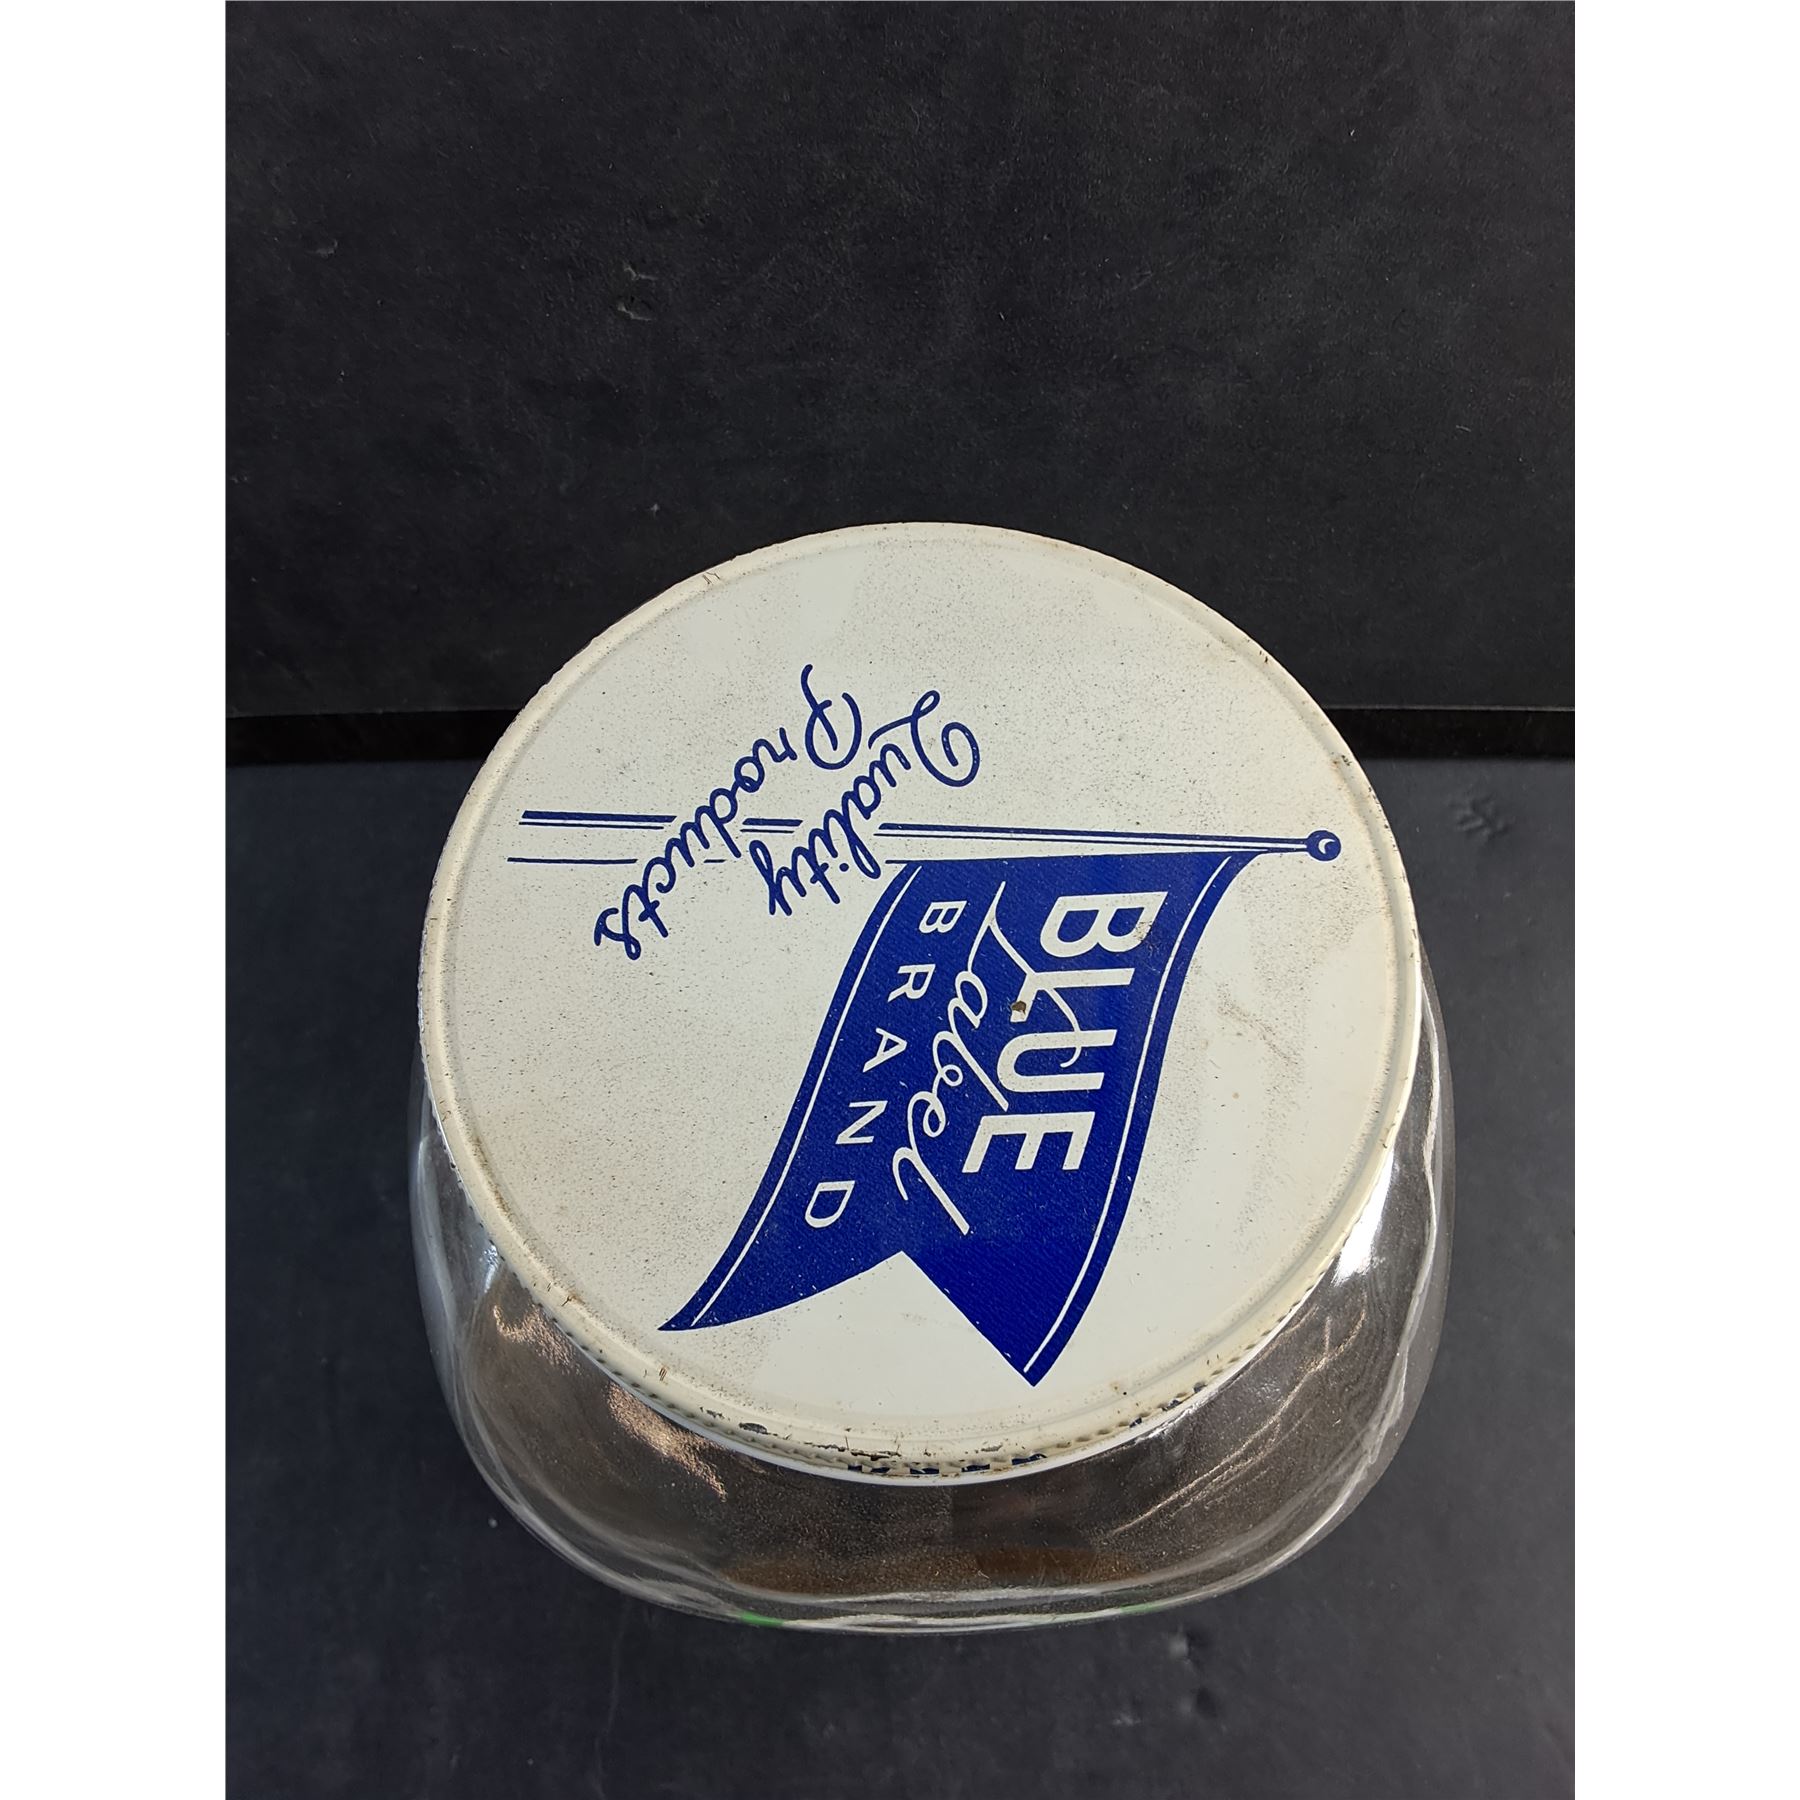 BLUE
Label
BRAND
Quality
Products